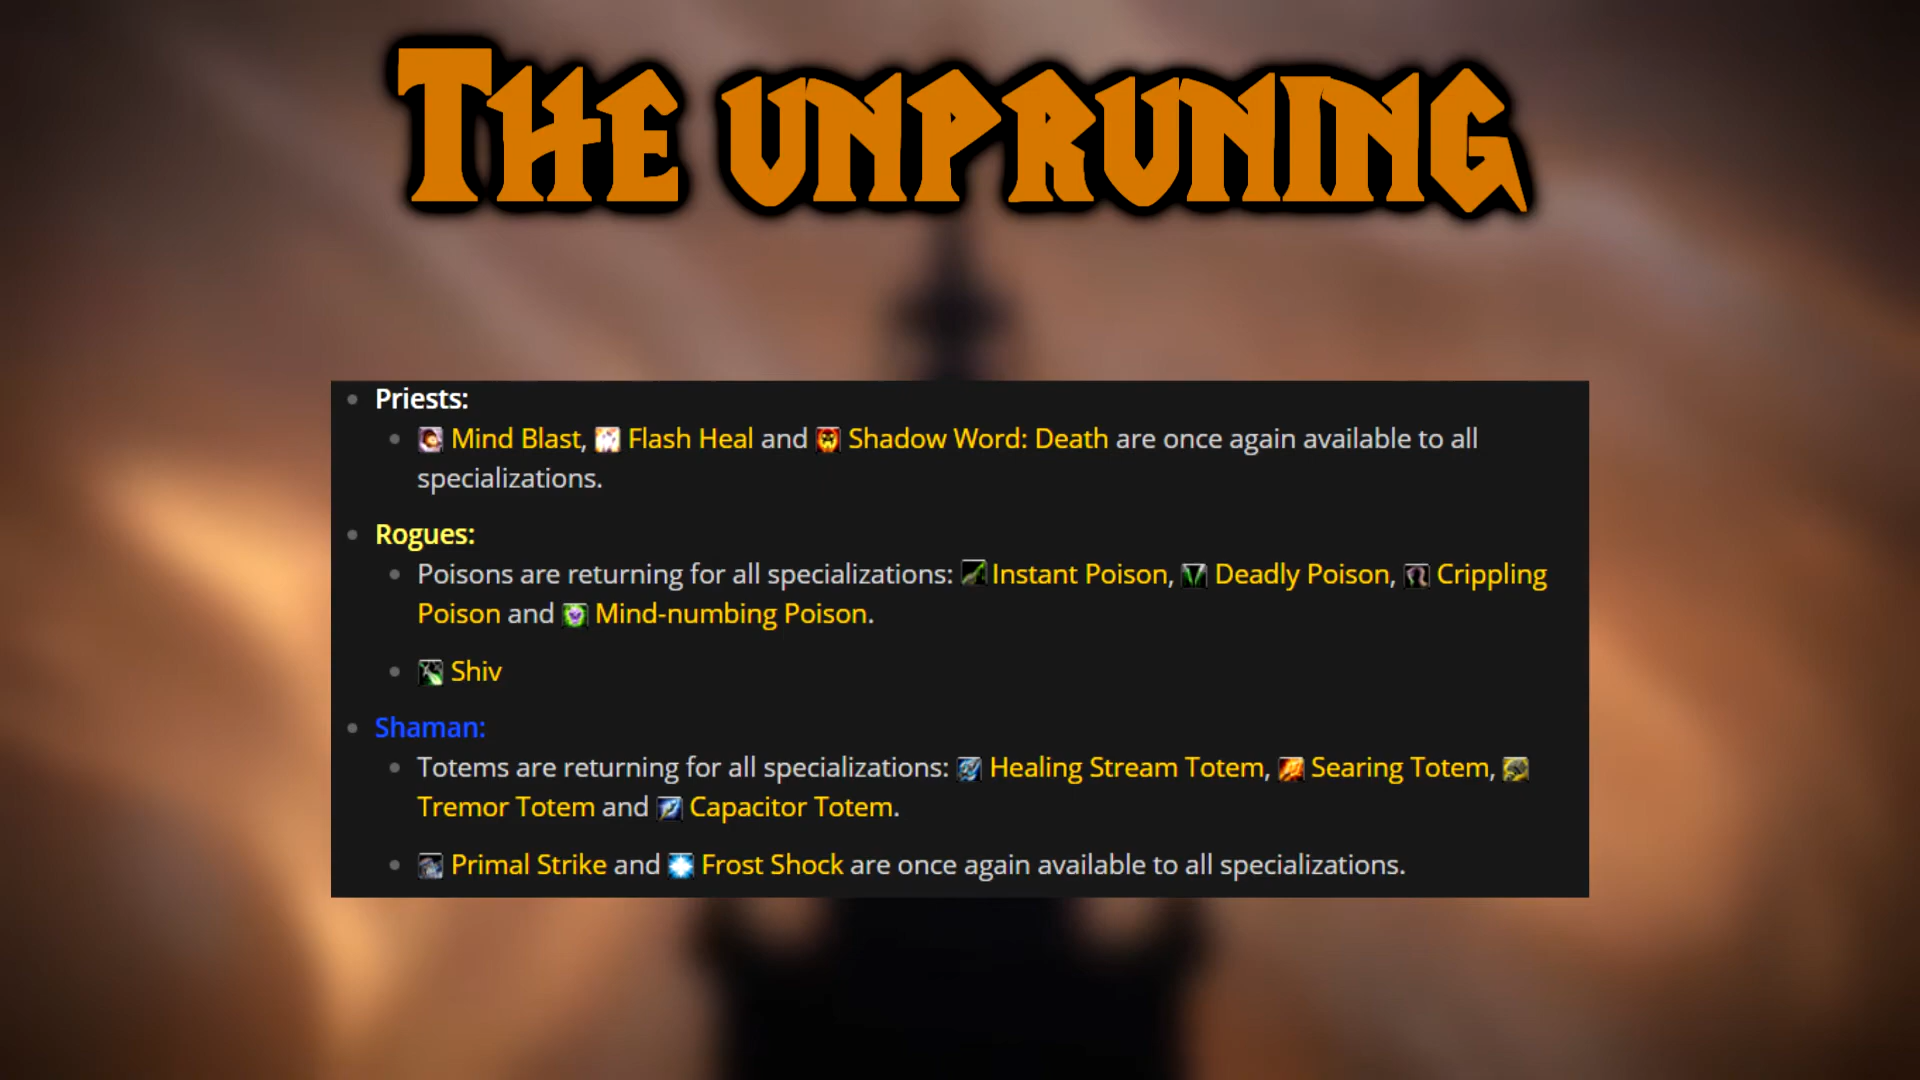 The unpruning
Priests:
Mind Blast, Flash Heal and Shadow Word: Death are once again available to all
specializations.
Rogues:
Poisons are returning for all specializations: Instant Poison, Deadly Poison, Crippling
Poison and Mind-numbing Poison.
Shiv
Shaman:
Totems are returning for all specializations: Healing Stream Totem, Searing Totem,
Tremor Totem and Capacitor Totem.
Primal Strike and Frost Shock are once again available to all specializations.